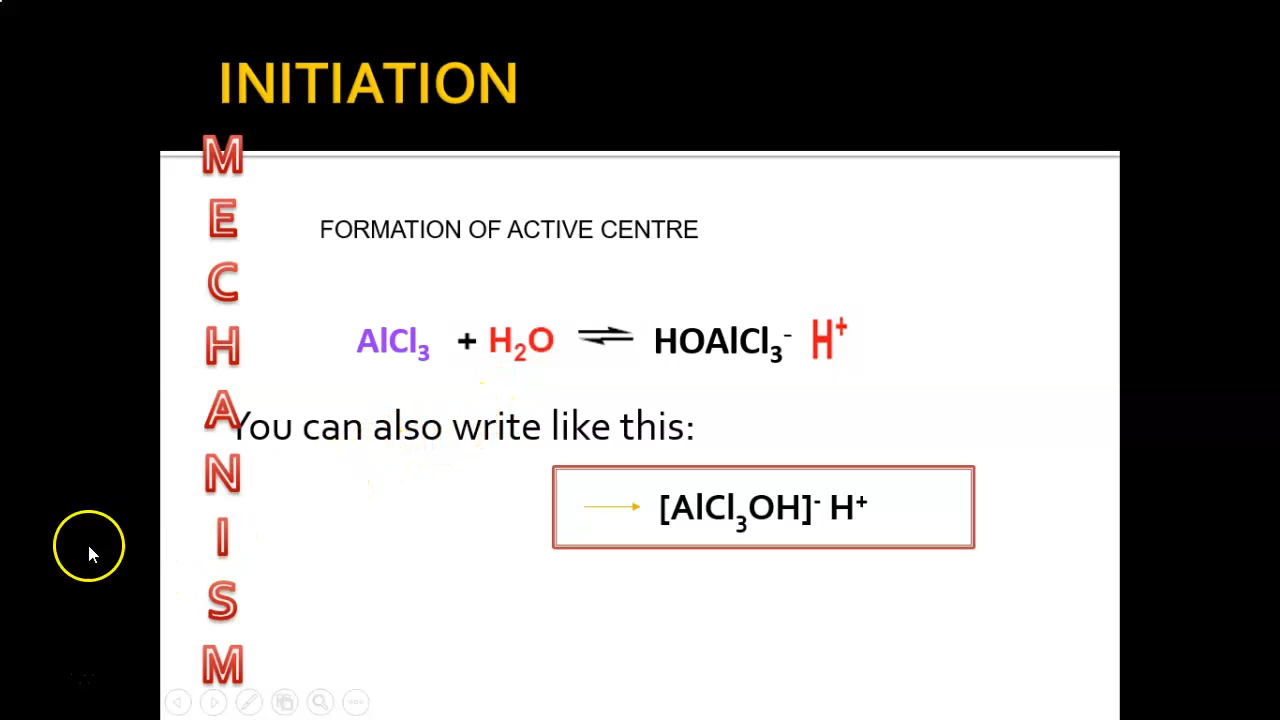 INITIATION
MECHANISM
FORMATION OF ACTIVE CENTRE
AlCl₃ + H₂O ⇌ HOAlCl₃⁻ H⁺
You can also write like this:
→ [AlCl₃OH]⁻ H⁺